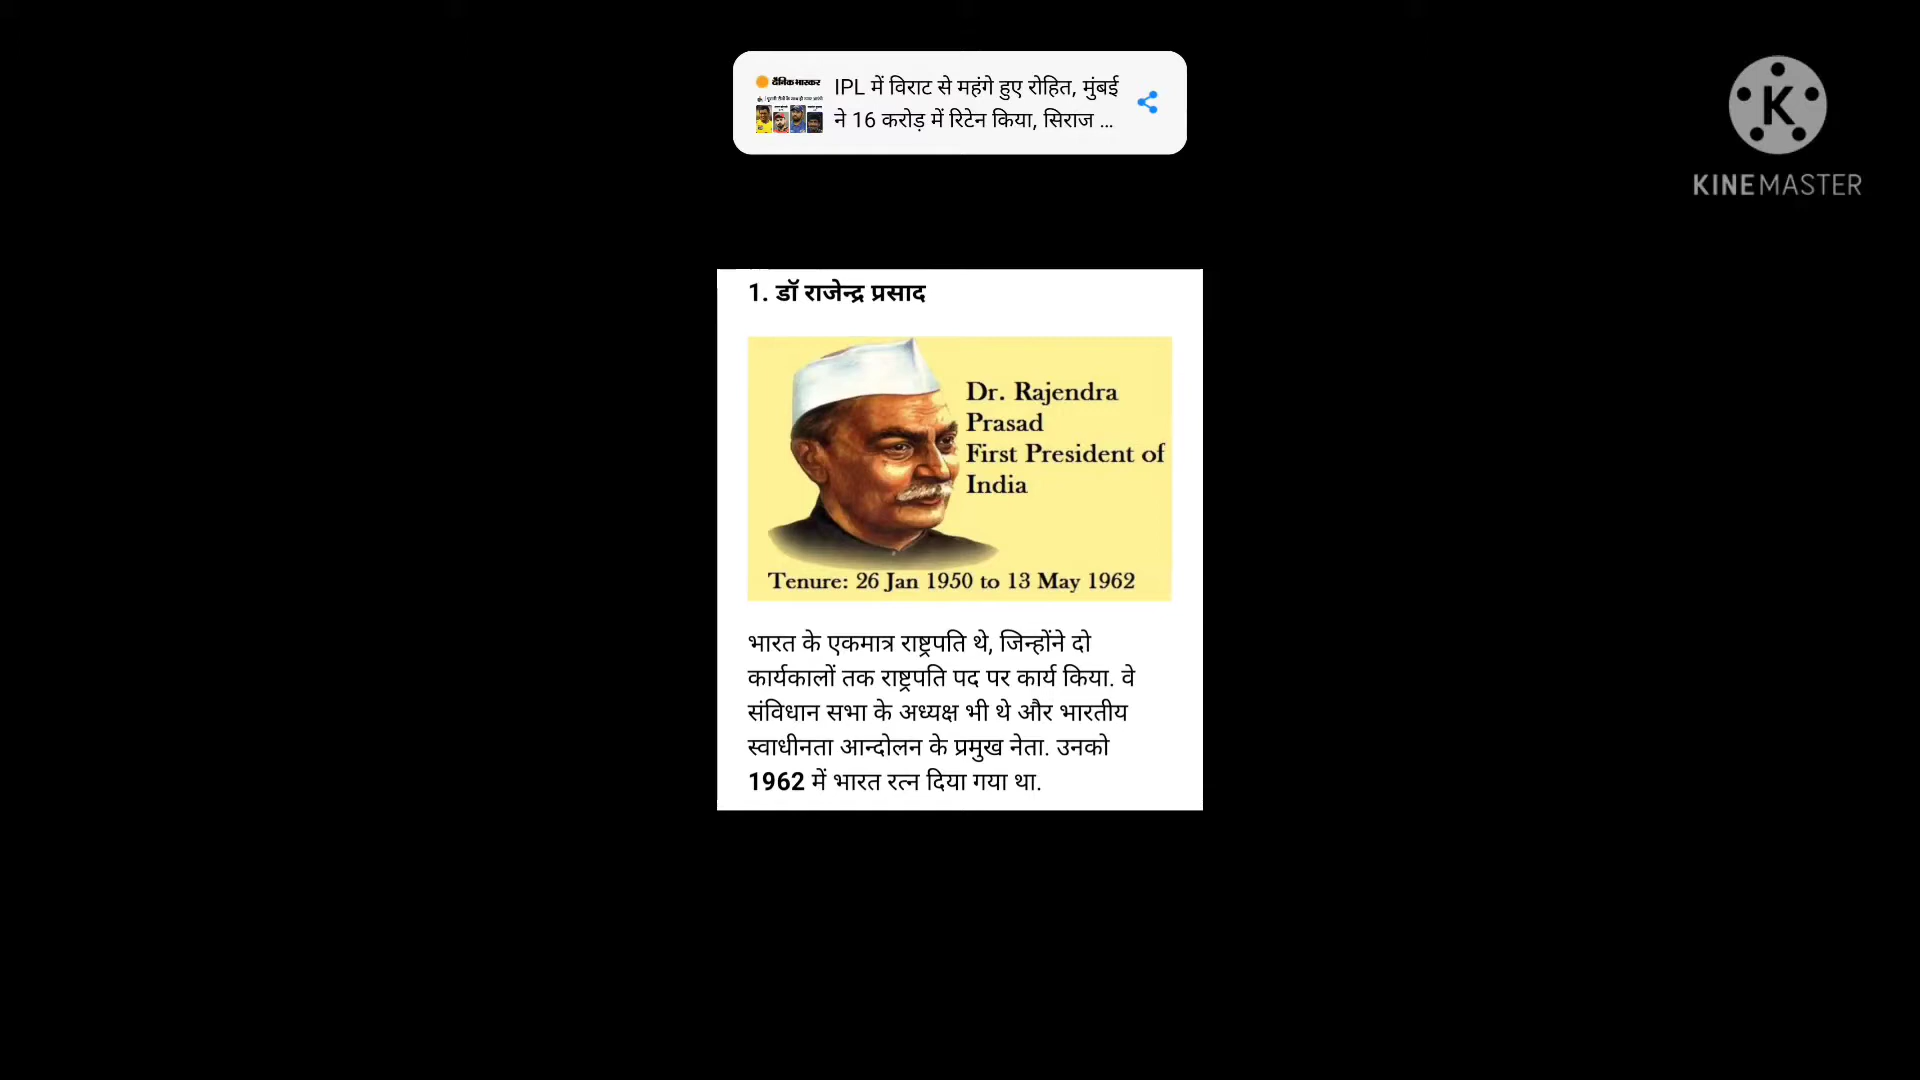 दैनिक भास्कर
IPL में विराट से महंगे हुए रोहित, मुंबई
ने 16 करोड़ में रिटेन किया, सिराज ...
K
KINEMASTER
1. डॉ राजेन्द्र प्रसाद
Dr. Rajendra
Prasad
First President of
India
Tenure: 26 Jan 1950 to 13 May 1962
भारत के एकमात्र राष्ट्रपति थे, जिन्होंने दो
कार्यकालों तक राष्ट्रपति पद पर कार्य किया. वे
संविधान सभा के अध्यक्ष भी थे और भारतीय
स्वाधीनता आन्दोलन के प्रमुख नेता. उनको
1962 में भारत रत्न दिया गया था.